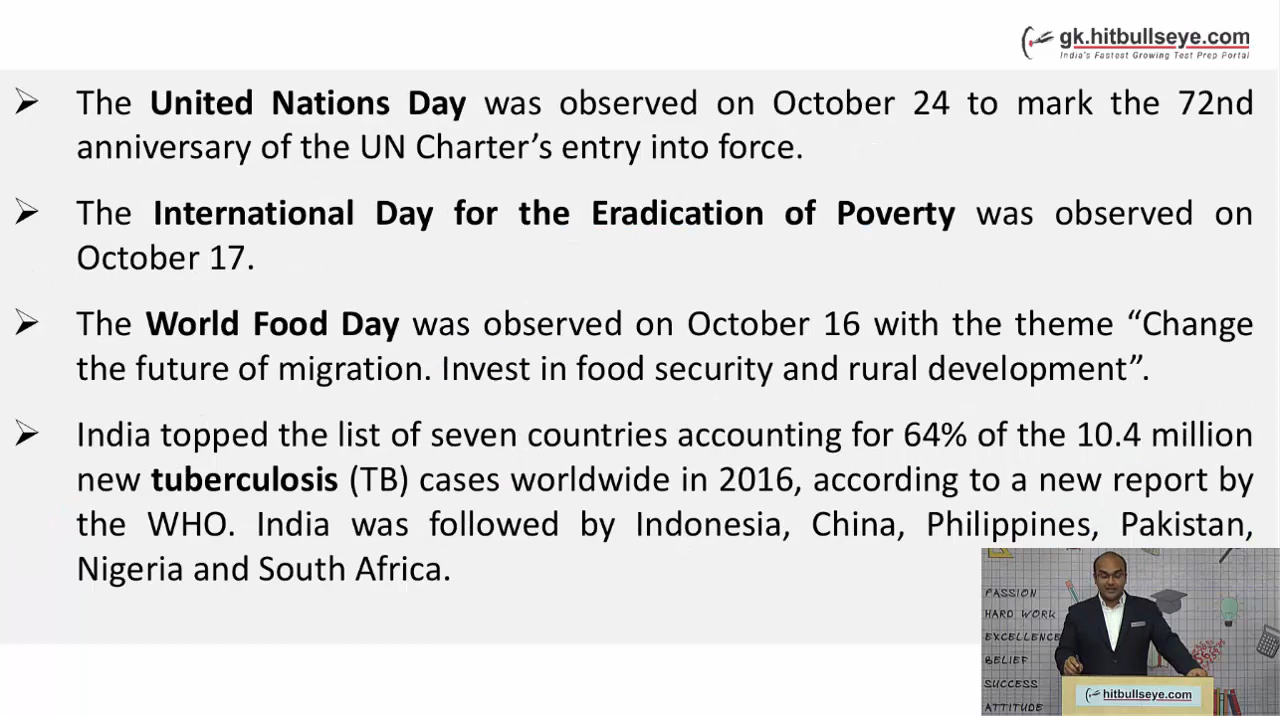 gk.hitbullseye.com
India's Fastest Growing Test Prep Portal
➢ The United Nations Day was observed on October 24 to mark the 72nd
anniversary of the UN Charter’s entry into force.
➢ The International Day for the Eradication of Poverty was observed on
October 17.
➢ The World Food Day was observed on October 16 with the theme “Change
the future of migration. Invest in food security and rural development”.
➢ India topped the list of seven countries accounting for 64% of the 10.4 million
new tuberculosis (TB) cases worldwide in 2016, according to a new report by
the WHO. India was followed by Indonesia, China, Philippines, Pakistan,
Nigeria and South Africa.
PASSION
HARD WORK
EXCELLENCE
BELIEF
SUCCESS
ATTITUDE
hitbullseye.com